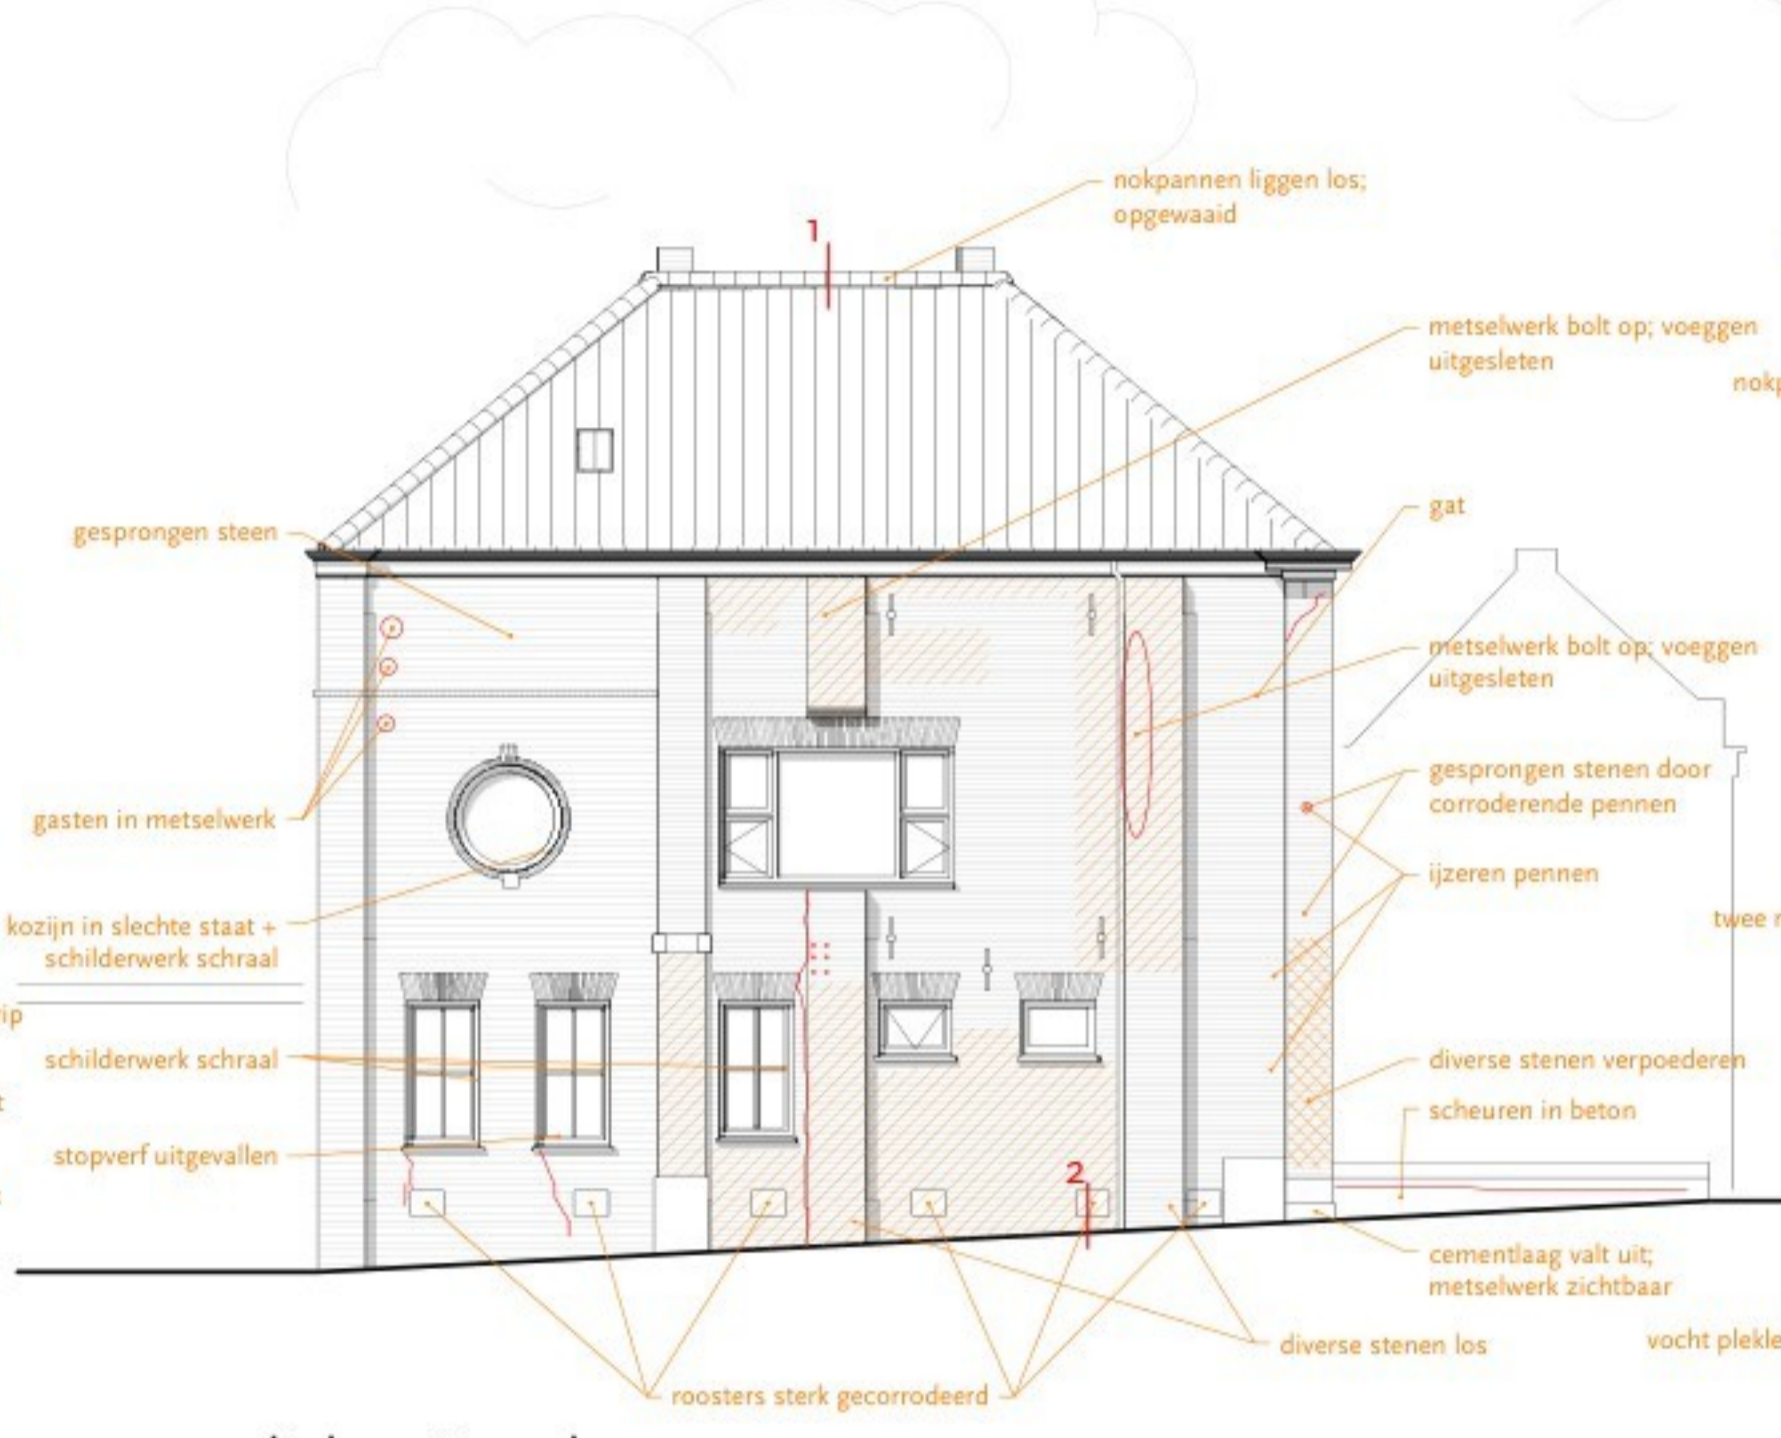 nokpannen liggen los;
opgewaaid
1
metselwerk bolt op; voeggen
uitgesleten
gat
gesprongen steen
metselwerk bolt op; voeggen
uitgesleten
gesprongen stenen door
corroderende pennen
gasten in metselwerk
ijzeren pennen
kozijn in slechte staat +
schilderwerk schraal
twee
schilderwerk schraal
diverse stenen verpoederen
scheuren in beton
stopverf uitgevallen
2
cementlaag valt uit;
metselwerk zichtbaar
diverse stenen los
vocht
roosters sterk gecorrodeerd